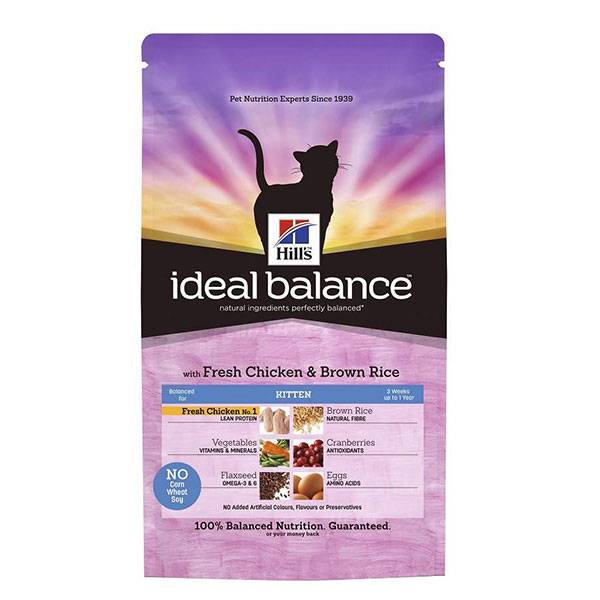 Pet Nutrition Experts Since 1939
Hill's™
ideal balance™
natural ingredients perfectly balanced*
with Fresh Chicken & Brown Rice
Balanced for
KITTEN
3 Weeks up to 1 Year
Fresh Chicken No.1
LEAN PROTEIN
Brown Rice
NATURAL FIBRE
Vegetables
VITAMINS & MINERALS
Cranberries
ANTIOXIDANTS
Flaxseed
OMEGA-3 & 6
Eggs
AMINO ACIDS
NO
Corn
Wheat
Soy
NO Added Artificial Colours, Flavours or Preservatives
100% Balanced Nutrition. Guaranteed.
or your money back